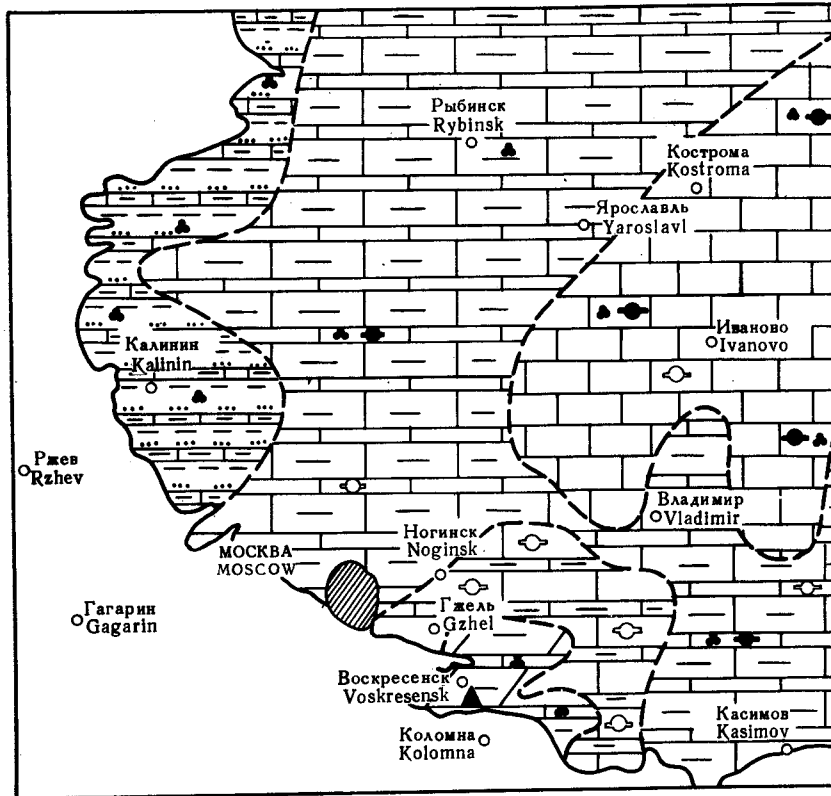 Рыбинск
Rybinsk
Кострома
Kostroma
Ярославль
Yaroslavl
Иваново
Ivanovo
Калинин
Kalinin
Ржев
Rzhev
Владимир
Vladimir
Ногинск
Noginsk
МОСКВА
MOSCOW
Гжель
Gzhel
Гагарин
Gagarin
Воскресенск
Voskresensk
Касимов
Kasimov
Коломна
Kolomna